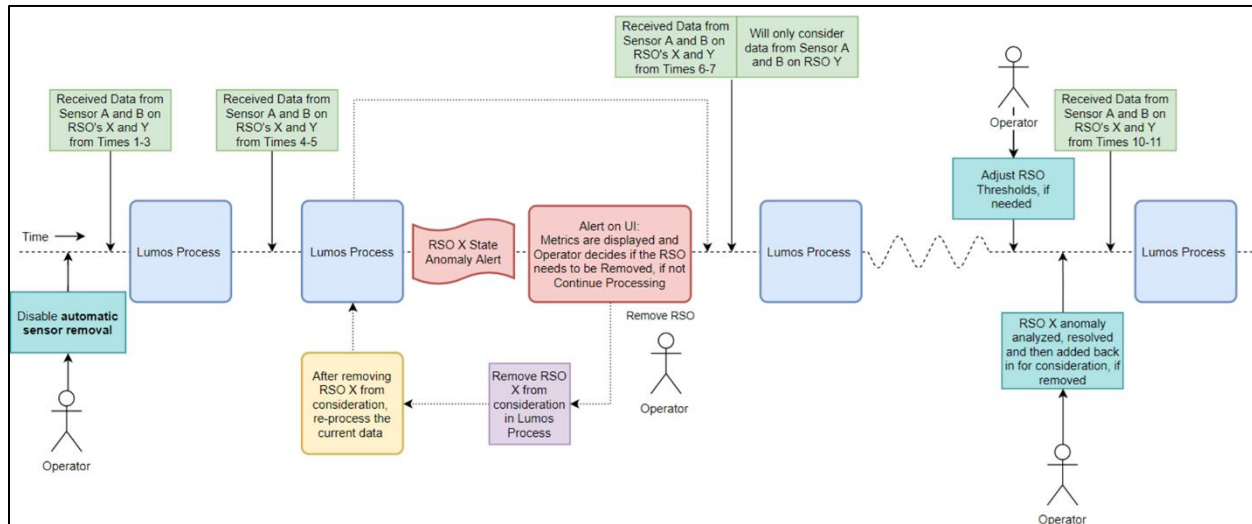 Received Data from
Sensor A and B on
RSO's X and Y
from Times 1-3
Received Data from
Sensor A and B on
RSO's X and Y
from Times 4-5
Received Data from
Sensor A and B on
RSO's X and Y
from Times 6-7
Will only consider
data from Sensor A
and B on RSO Y
Operator
Received Data from
Sensor A and B on
RSO's X and Y
from Times 10-11
Adjust RSO
Thresholds, if
needed
Time
Lumos Process
Lumos Process
RSO X State
Anomaly Alert
Alert on UI:
Metrics are displayed and
Operator decides if the RSO
needs to be Removed, if not
Continue Processing
Lumos Process
Lumos Process
Disable automatic
sensor removal
Operator
After removing
RSO X from
consideration,
re-process the
current data
Remove RSO
X from
consideration
in Lumos
Process
Remove RSO
Operator
RSO X anomaly
analyzed, resolved
and then added back
in for consideration, if
removed
Operator